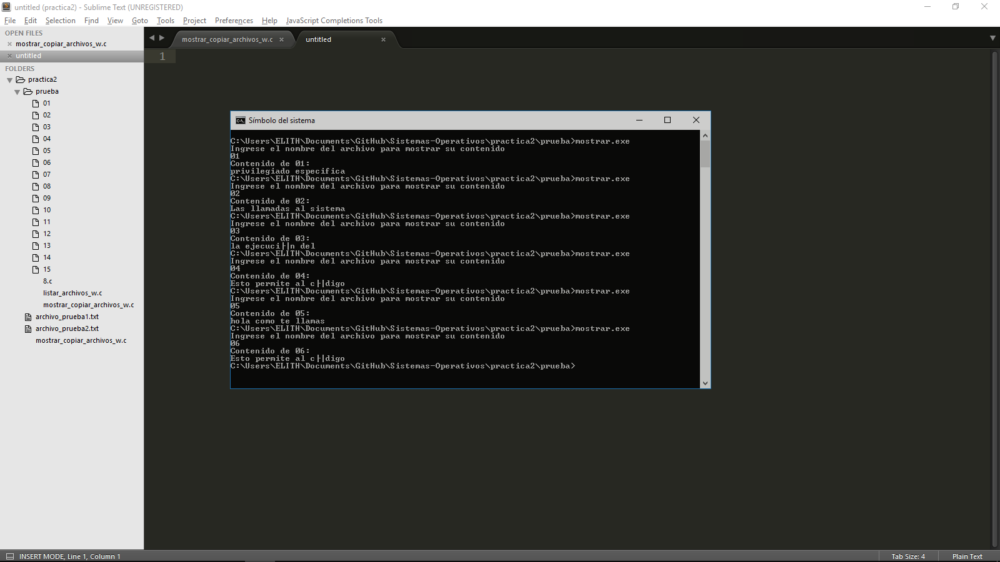 untitled (practica2) - Sublime Text (UNREGISTERED)
File Edit Selection Find View Goto Tools Project Preferences Help JavaScript Completions Tools
OPEN FILES
mostrar_copiar_archivos_w.c
untitled
FOLDERS
practica2
prueba
01
02
03
04
05
06
07
08
09
10
11
12
13
14
15
8.c
listar_archivos_w.c
mostrar_copiar_archivos_w.c
archivo_prueba1.txt
archivo_prueba2.txt
mostrar_copiar_archivos_w.c
mostrar_copiar_archivos_w.c untitled
1
Símbolo del sistema
C:\Users\ELITH\Documents\GitHub\Sistemas-Operativos\practica2\prueba>mostrar.exe
Ingrese el nombre del archivo para mostrar su contenido
01
Contenido de 01:
privilegiado especifica
C:\Users\ELITH\Documents\GitHub\Sistemas-Operativos\practica2\prueba>mostrar.exe
Ingrese el nombre del archivo para mostrar su contenido
02
Contenido de 02:
Las llamadas al sistema
C:\Users\ELITH\Documents\GitHub\Sistemas-Operativos\practica2\prueba>mostrar.exe
Ingrese el nombre del archivo para mostrar su contenido
03
Contenido de 03:
la ejecuci├│n del
C:\Users\ELITH\Documents\GitHub\Sistemas-Operativos\practica2\prueba>mostrar.exe
Ingrese el nombre del archivo para mostrar su contenido
04
Contenido de 04:
Esto permite al c├│digo
C:\Users\ELITH\Documents\GitHub\Sistemas-Operativos\practica2\prueba>mostrar.exe
Ingrese el nombre del archivo para mostrar su contenido
05
Contenido de 05:
hola como te llamas
C:\Users\ELITH\Documents\GitHub\Sistemas-Operativos\practica2\prueba>mostrar.exe
Ingrese el nombre del archivo para mostrar su contenido
06
Contenido de 06:
Esto permite al c├│digo
C:\Users\ELITH\Documents\GitHub\Sistemas-Operativos\practica2\prueba>
INSERT MODE, Line 1, Column 1
Tab Size: 4
Plain Text